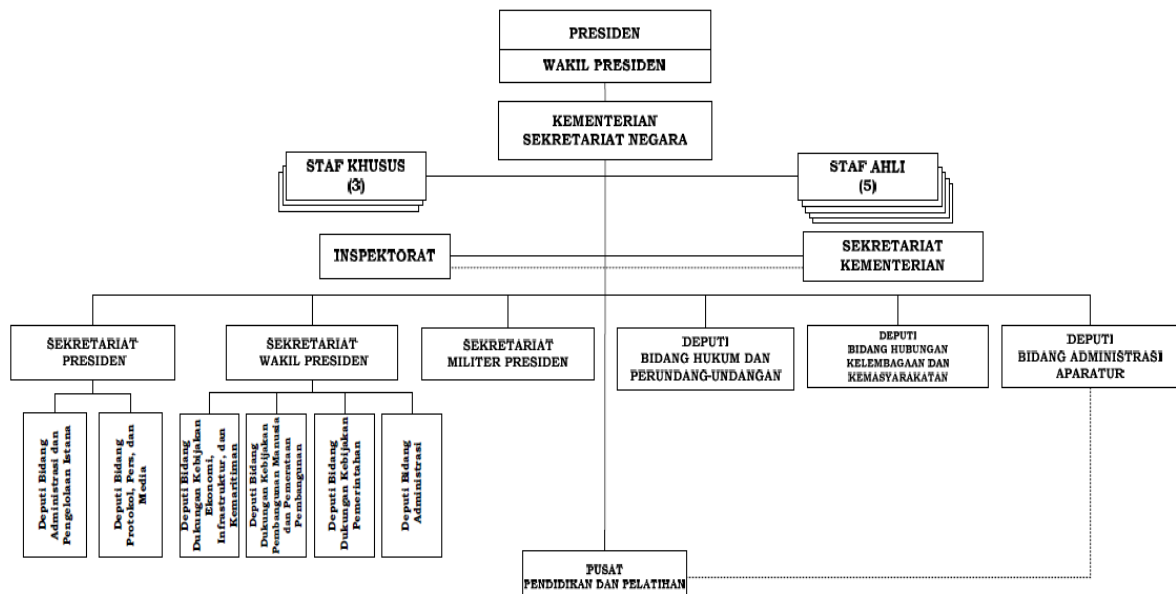 PRESIDEN
WAKIL PRESIDEN
KEMENTERIAN
SEKRETARIAT NEGARA
STAF KHUSUS
(3)
STAF AHLI
(5)
INSPEKTORAT
SEKRETARIAT
KEMENTERIAN
SEKRETARIAT
PRESIDEN
SEKRETARIAT
WAKIL PRESIDEN
SEKRETARIAT
MILITER PRESIDEN
DEPUTI
BIDANG HUKUM DAN
PERUNDANG-UNDANGAN
DEPUTI
BIDANG HUBUNGAN
KELEMBAGAAN DAN
KEMASYARAKATAN
DEPUTI
BIDANG ADMINISTRASI
APARATUR
Deputi Bidang
Administrasi dan
Pengelolaan Istana
Deputi Bidang
Protokol, Pers, dan
Media
Deputi Bidang
Dukungan Kebijakan
Ekonomi,
Infrastruktur, dan
Kemaritiman
Deputi Bidang
Dukungan Kebijakan
Pembangunan Manusia
dan Pemerataan
Pembangunan
Deputi Bidang
Dukungan Kebijakan
Pemerintahan
Deputi Bidang
Administrasi
PUSAT
PENDIDIKAN DAN PELATIHAN